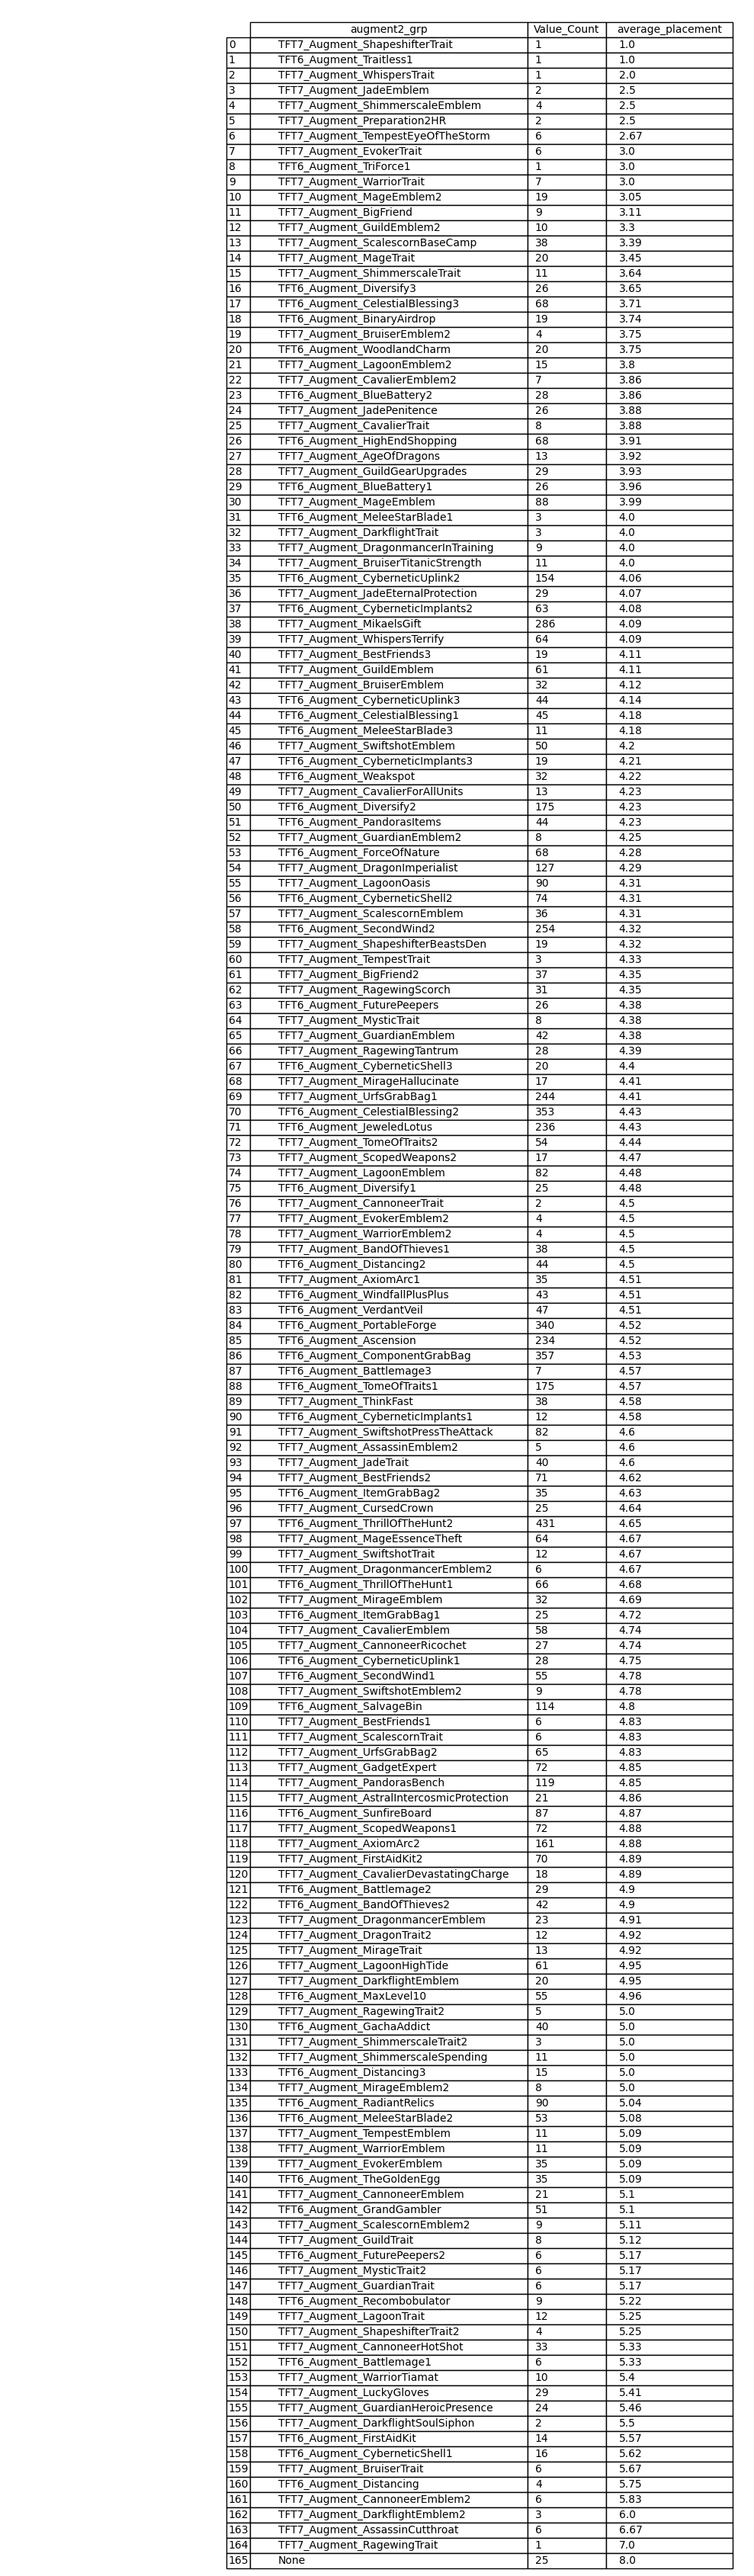 augment2_grp Value_Count average_placement
0 TFT7_Augment_ShapeshifterTrait 1 1.0
1 TFT6_Augment_Traitless1 1 1.0
2 TFT7_Augment_WhispersTrait 1 2.0
3 TFT7_Augment_JadeEmblem 2 2.5
4 TFT7_Augment_ShimmerscaleEmblem 4 2.5
5 TFT7_Augment_Preparation2HR 2 2.5
6 TFT7_Augment_TempestEyeOfTheStorm 6 2.67
7 TFT7_Augment_EvokerTrait 6 3.0
8 TFT6_Augment_TriForce1 1 3.0
9 TFT7_Augment_WarriorTrait 7 3.0
10 TFT7_Augment_MageEmblem2 19 3.05
11 TFT7_Augment_BigFriend 9 3.11
12 TFT7_Augment_GuildEmblem2 10 3.3
13 TFT7_Augment_ScalescornBaseCamp 38 3.39
14 TFT7_Augment_MageTrait 20 3.45
15 TFT7_Augment_ShimmerscaleTrait 11 3.64
16 TFT6_Augment_Diversify3 26 3.65
17 TFT6_Augment_CelestialBlessing3 68 3.71
18 TFT6_Augment_BinaryAirdrop 19 3.74
19 TFT7_Augment_BruiserEmblem2 4 3.75
20 TFT6_Augment_WoodlandCharm 20 3.75
21 TFT7_Augment_LagoonEmblem2 15 3.8
22 TFT7_Augment_CavalierEmblem2 7 3.86
23 TFT6_Augment_BlueBattery2 28 3.86
24 TFT7_Augment_JadePenitence 26 3.88
25 TFT7_Augment_CavalierTrait 8 3.88
26 TFT6_Augment_HighEndShopping 68 3.91
27 TFT7_Augment_AgeOfDragons 13 3.92
28 TFT7_Augment_GuildGearUpgrades 29 3.93
29 TFT6_Augment_BlueBattery1 26 3.96
30 TFT7_Augment_MageEmblem 88 3.99
31 TFT6_Augment_MeleeStarBlade1 3 4.0
32 TFT7_Augment_DarkflightTrait 3 4.0
33 TFT7_Augment_DragonmancerInTraining 9 4.0
34 TFT7_Augment_BruiserTitanicStrength 11 4.0
35 TFT6_Augment_CyberneticUplink2 154 4.06
36 TFT7_Augment_JadeEternalProtection 29 4.07
37 TFT6_Augment_CyberneticImplants2 63 4.08
38 TFT7_Augment_MikaelsGift 286 4.09
39 TFT7_Augment_WhispersTerrify 64 4.09
40 TFT7_Augment_BestFriends3 19 4.11
41 TFT7_Augment_GuildEmblem 61 4.11
42 TFT7_Augment_BruiserEmblem 32 4.12
43 TFT6_Augment_CyberneticUplink3 44 4.14
44 TFT6_Augment_CelestialBlessing1 45 4.18
45 TFT6_Augment_MeleeStarBlade3 11 4.18
46 TFT7_Augment_SwiftshotEmblem 50 4.2
47 TFT6_Augment_CyberneticImplants3 19 4.21
48 TFT6_Augment_Weakspot 32 4.22
49 TFT7_Augment_CavalierForAllUnits 13 4.23
50 TFT6_Augment_Diversify2 175 4.23
51 TFT6_Augment_PandorasItems 44 4.23
52 TFT7_Augment_GuardianEmblem2 8 4.25
53 TFT6_Augment_ForceOfNature 68 4.28
54 TFT7_Augment_DragonImperialist 127 4.29
55 TFT7_Augment_LagoonOasis 90 4.31
56 TFT6_Augment_CyberneticShell2 74 4.31
57 TFT7_Augment_ScalescornEmblem 36 4.31
58 TFT6_Augment_SecondWind2 254 4.32
59 TFT7_Augment_ShapeshifterBeastsDen 19 4.32
60 TFT7_Augment_TempestTrait 3 4.33
61 TFT7_Augment_BigFriend2 37 4.35
62 TFT7_Augment_RagewingScorch 31 4.35
63 TFT6_Augment_FuturePeepers 26 4.38
64 TFT7_Augment_MysticTrait 8 4.38
65 TFT7_Augment_GuardianEmblem 42 4.38
66 TFT7_Augment_RagewingTantrum 28 4.39
67 TFT6_Augment_CyberneticShell3 20 4.4
68 TFT7_Augment_MirageHallucinate 17 4.41
69 TFT7_Augment_UrfsGrabBag1 244 4.41
70 TFT6_Augment_CelestialBlessing2 353 4.43
71 TFT6_Augment_JeweledLotus 236 4.43
72 TFT7_Augment_TomeOfTraits2 54 4.44
73 TFT7_Augment_ScopedWeapons2 17 4.47
74 TFT7_Augment_LagoonEmblem 82 4.48
75 TFT6_Augment_Diversify1 25 4.48
76 TFT7_Augment_CannoneerTrait 2 4.5
77 TFT7_Augment_EvokerEmblem2 4 4.5
78 TFT7_Augment_WarriorEmblem2 4 4.5
79 TFT7_Augment_BandOfThieves1 38 4.5
80 TFT6_Augment_Distancing2 44 4.5
81 TFT7_Augment_AxiomArc1 35 4.51
82 TFT6_Augment_WindfallPlusPlus 43 4.51
83 TFT6_Augment_VerdantVeil 47 4.51
84 TFT6_Augment_PortableForge 340 4.52
85 TFT6_Augment_Ascension 234 4.52
86 TFT6_Augment_ComponentGrabBag 357 4.53
87 TFT6_Augment_Battlemage3 7 4.57
88 TFT6_Augment_TomeOfTraits1 175 4.57
89 TFT7_Augment_ThinkFast 38 4.58
90 TFT6_Augment_CyberneticImplants1 12 4.58
91 TFT7_Augment_SwiftshotPressTheAttack 82 4.6
92 TFT7_Augment_AssassinEmblem2 5 4.6
93 TFT7_Augment_JadeTrait 40 4.6
94 TFT7_Augment_BestFriends2 71 4.62
95 TFT6_Augment_ItemGrabBag2 35 4.63
96 TFT7_Augment_CursedCrown 25 4.64
97 TFT6_Augment_ThrillOfTheHunt2 431 4.65
98 TFT7_Augment_MageEssenceTheft 64 4.67
99 TFT7_Augment_SwiftshotTrait 12 4.67
100 TFT7_Augment_DragonmancerEmblem2 6 4.67
101 TFT6_Augment_ThrillOfTheHunt1 66 4.68
102 TFT7_Augment_MirageEmblem 32 4.69
103 TFT6_Augment_ItemGrabBag1 25 4.72
104 TFT7_Augment_CavalierEmblem 58 4.74
105 TFT7_Augment_CannoneerRicochet 27 4.74
106 TFT6_Augment_CyberneticUplink1 28 4.75
107 TFT6_Augment_SecondWind1 55 4.78
108 TFT7_Augment_SwiftshotEmblem2 9 4.78
109 TFT6_Augment_SalvageBin 114 4.8
110 TFT7_Augment_BestFriends1 6 4.83
111 TFT7_Augment_ScalescornTrait 6 4.83
112 TFT7_Augment_UrfsGrabBag2 65 4.83
113 TFT7_Augment_GadgetExpert 72 4.85
114 TFT7_Augment_PandorasBench 119 4.85
115 TFT7_Augment_AstralIntercosmicProtection 21 4.86
116 TFT6_Augment_SunfireBoard 87 4.87
117 TFT7_Augment_ScopedWeapons1 72 4.88
118 TFT7_Augment_AxiomArc2 161 4.88
119 TFT7_Augment_FirstAidKit2 70 4.89
120 TFT7_Augment_CavalierDevastatingCharge 18 4.89
121 TFT6_Augment_Battlemage2 29 4.9
122 TFT6_Augment_BandOfThieves2 42 4.9
123 TFT7_Augment_DragonmancerEmblem 23 4.91
124 TFT7_Augment_DragonTrait2 12 4.92
125 TFT7_Augment_MirageTrait 13 4.92
126 TFT7_Augment_LagoonHighTide 61 4.95
127 TFT7_Augment_DarkflightEmblem 20 4.95
128 TFT6_Augment_MaxLevel10 55 4.96
129 TFT7_Augment_RagewingTrait2 5 5.0
130 TFT6_Augment_GachaAddict 40 5.0
131 TFT7_Augment_ShimmerscaleTrait2 3 5.0
132 TFT7_Augment_ShimmerscaleSpending 11 5.0
133 TFT6_Augment_Distancing3 15 5.0
134 TFT7_Augment_MirageEmblem2 8 5.0
135 TFT6_Augment_RadiantRelics 90 5.04
136 TFT6_Augment_MeleeStarBlade2 53 5.08
137 TFT7_Augment_TempestEmblem 11 5.09
138 TFT7_Augment_WarriorEmblem 11 5.09
139 TFT7_Augment_EvokerEmblem 35 5.09
140 TFT6_Augment_TheGoldenEgg 35 5.09
141 TFT7_Augment_CannoneerEmblem 21 5.1
142 TFT6_Augment_GrandGambler 51 5.1
143 TFT7_Augment_ScalescornEmblem2 9 5.11
144 TFT7_Augment_GuildTrait 8 5.12
145 TFT6_Augment_FuturePeepers2 6 5.17
146 TFT7_Augment_MysticTrait2 6 5.17
147 TFT7_Augment_GuardianTrait 6 5.17
148 TFT6_Augment_Recombobulator 9 5.22
149 TFT7_Augment_LagoonTrait 12 5.25
150 TFT7_Augment_ShapeshifterTrait2 4 5.25
151 TFT7_Augment_CannoneerHotShot 33 5.33
152 TFT6_Augment_Battlemage1 6 5.33
153 TFT7_Augment_WarriorTiamat 10 5.4
154 TFT7_Augment_LuckyGloves 29 5.41
155 TFT7_Augment_GuardianHeroicPresence 24 5.46
156 TFT7_Augment_DarkflightSoulSiphon 2 5.5
157 TFT6_Augment_FirstAidKit 14 5.57
158 TFT6_Augment_CyberneticShell1 16 5.62
159 TFT7_Augment_BruiserTrait 6 5.67
160 TFT6_Augment_Distancing 4 5.75
161 TFT7_Augment_CannoneerEmblem2 6 5.83
162 TFT7_Augment_DarkflightEmblem2 3 6.0
163 TFT7_Augment_AssassinCutthroat 6 6.67
164 TFT7_Augment_RagewingTrait 1 7.0
165 None 25 8.0